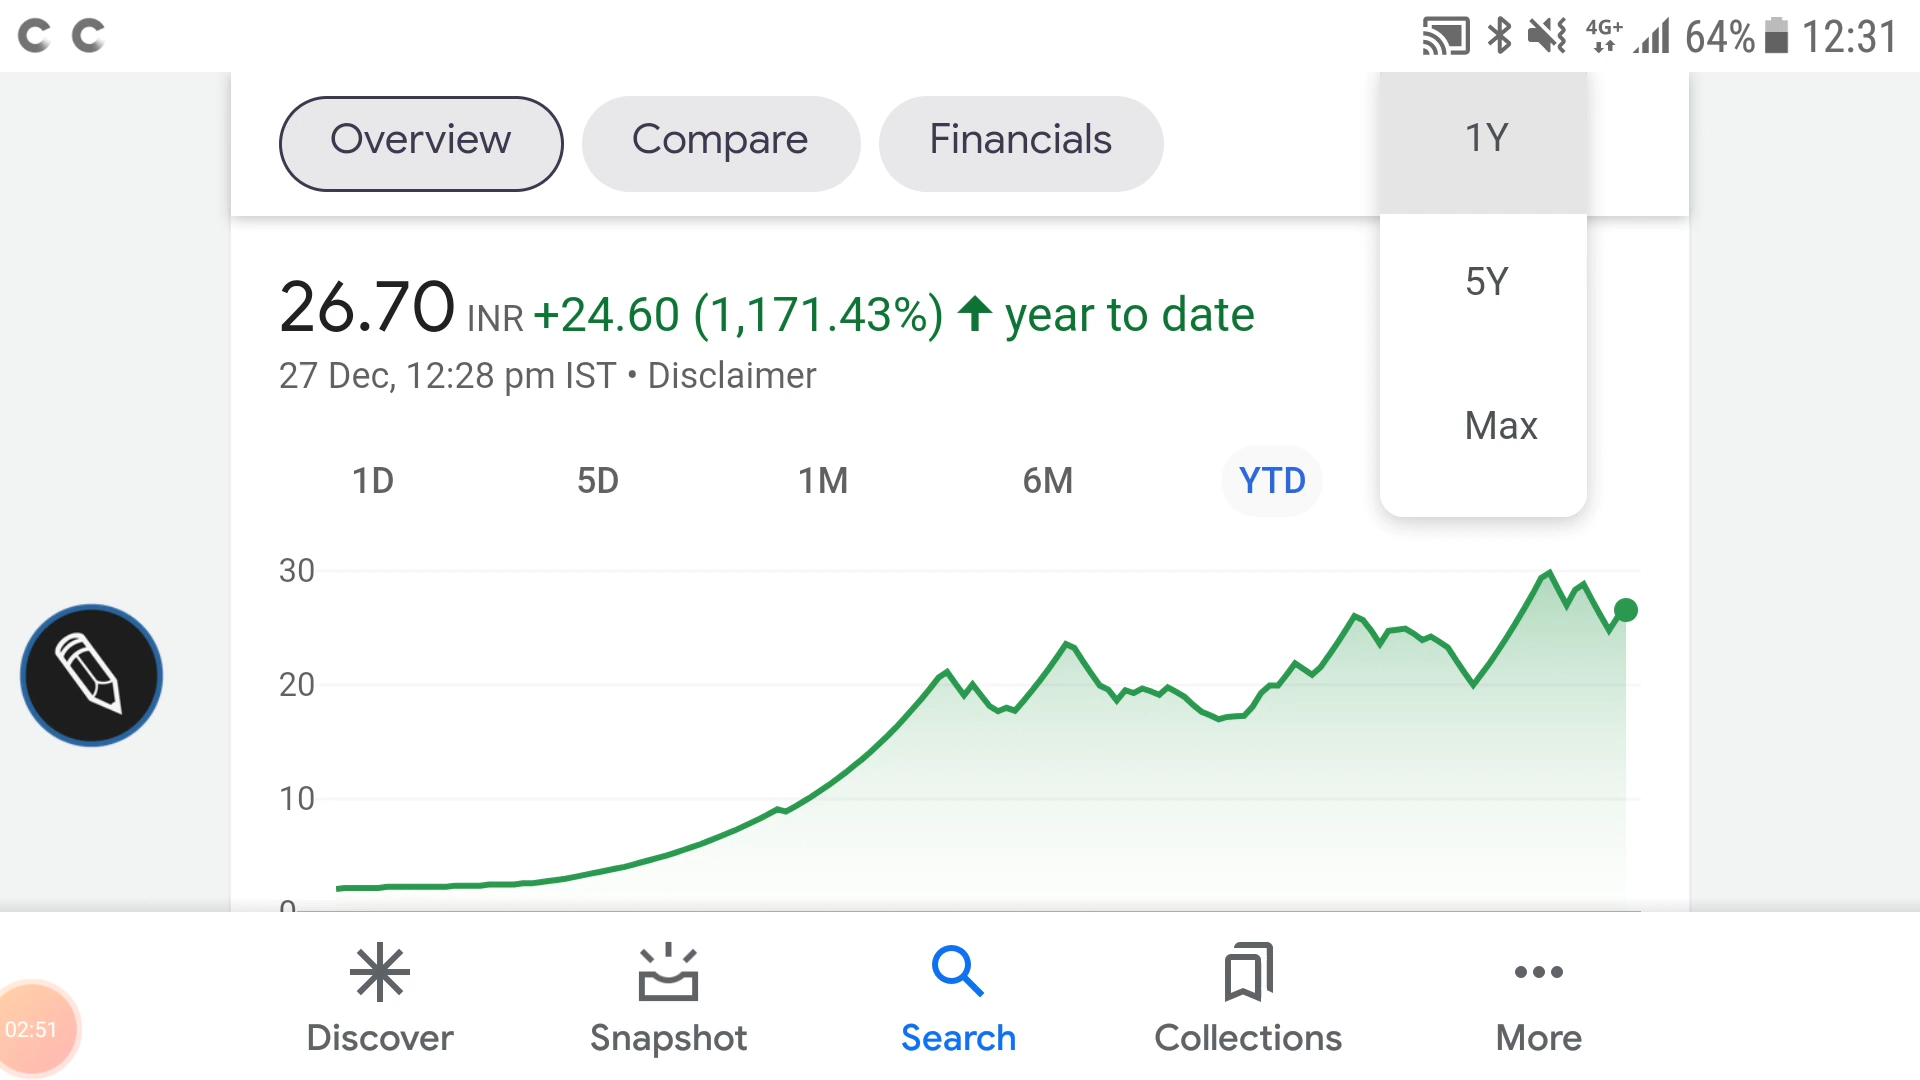 4G+ 64% 12:31
Overview Compare Financials 1Y
5Y
Max
26.70 INR +24.60 (1,171.43%) ↑ year to date
27 Dec, 12:28 pm IST • Disclaimer
1D 5D 1M 6M YTD
30
20
10
0
02:51
Discover Snapshot Search Collections More